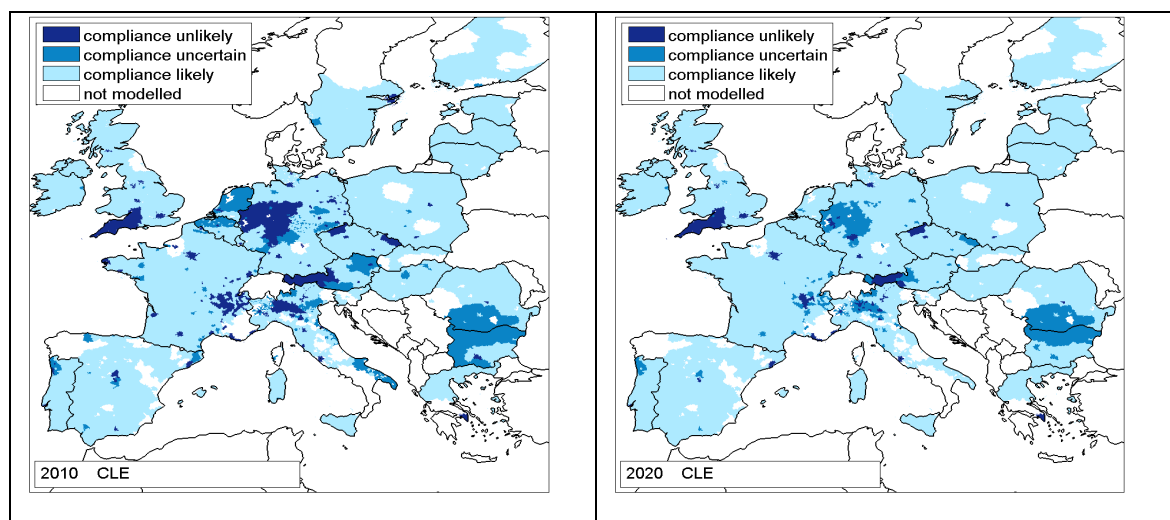 compliance unlikely
compliance uncertain
compliance likely
not modelled
2010 CLE
compliance unlikely
compliance uncertain
compliance likely
not modelled
2020 CLE